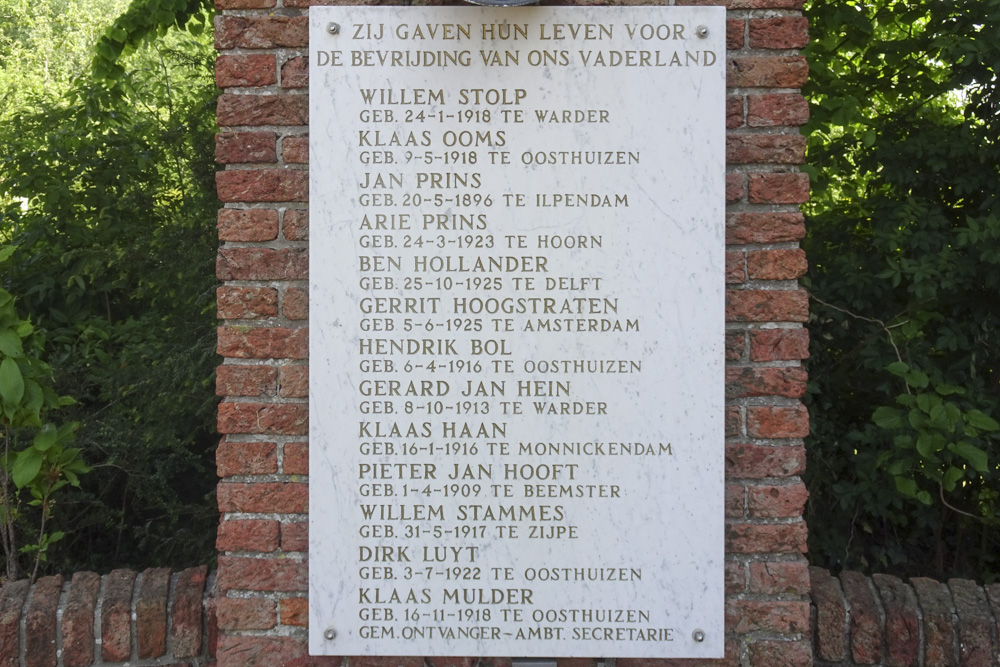 ZIJ GAVEN HUN LEVEN VOOR
DE BEVRIJDING VAN ONS VADERLAND
WILLEM STOLP
GEB. 24-1-1918 TE WARDER
KLAAS OOMS
GEB. 9-5-1918 TE OOSTHUIZEN
JAN PRINS
GEB. 20-5-1896 TE ILPENDAM
ARIE PRINS
GEB. 24-3-1923 TE HOORN
BEN HOLLANDER
GEB. 25-10-1925 TE DELFT
GERRIT HOOGSTRATEN
GEB. 5-6-1925 TE AMSTERDAM
HENDRIK BOL
GEB. 6-4-1916 TE OOSTHUIZEN
GERARD JAN HEIN
GEB. 8-10-1913 TE WARDER
KLAAS HAAN
GEB. 16-1-1916 TE MONNICKENDAM
PIETER JAN HOOFT
GEB. 1-4-1909 TE BEEMSTER
WILLEM STAMMES
GEB. 31-5-1917 TE ZIJPE
DIRK LUYT
GEB. 3-7-1922 TE OOSTHUIZEN
KLAAS MULDER
GEB. 16-11-1918 TE OOSTHUIZEN
GEM. ONTVANGER-AMBT. SECRETARIE